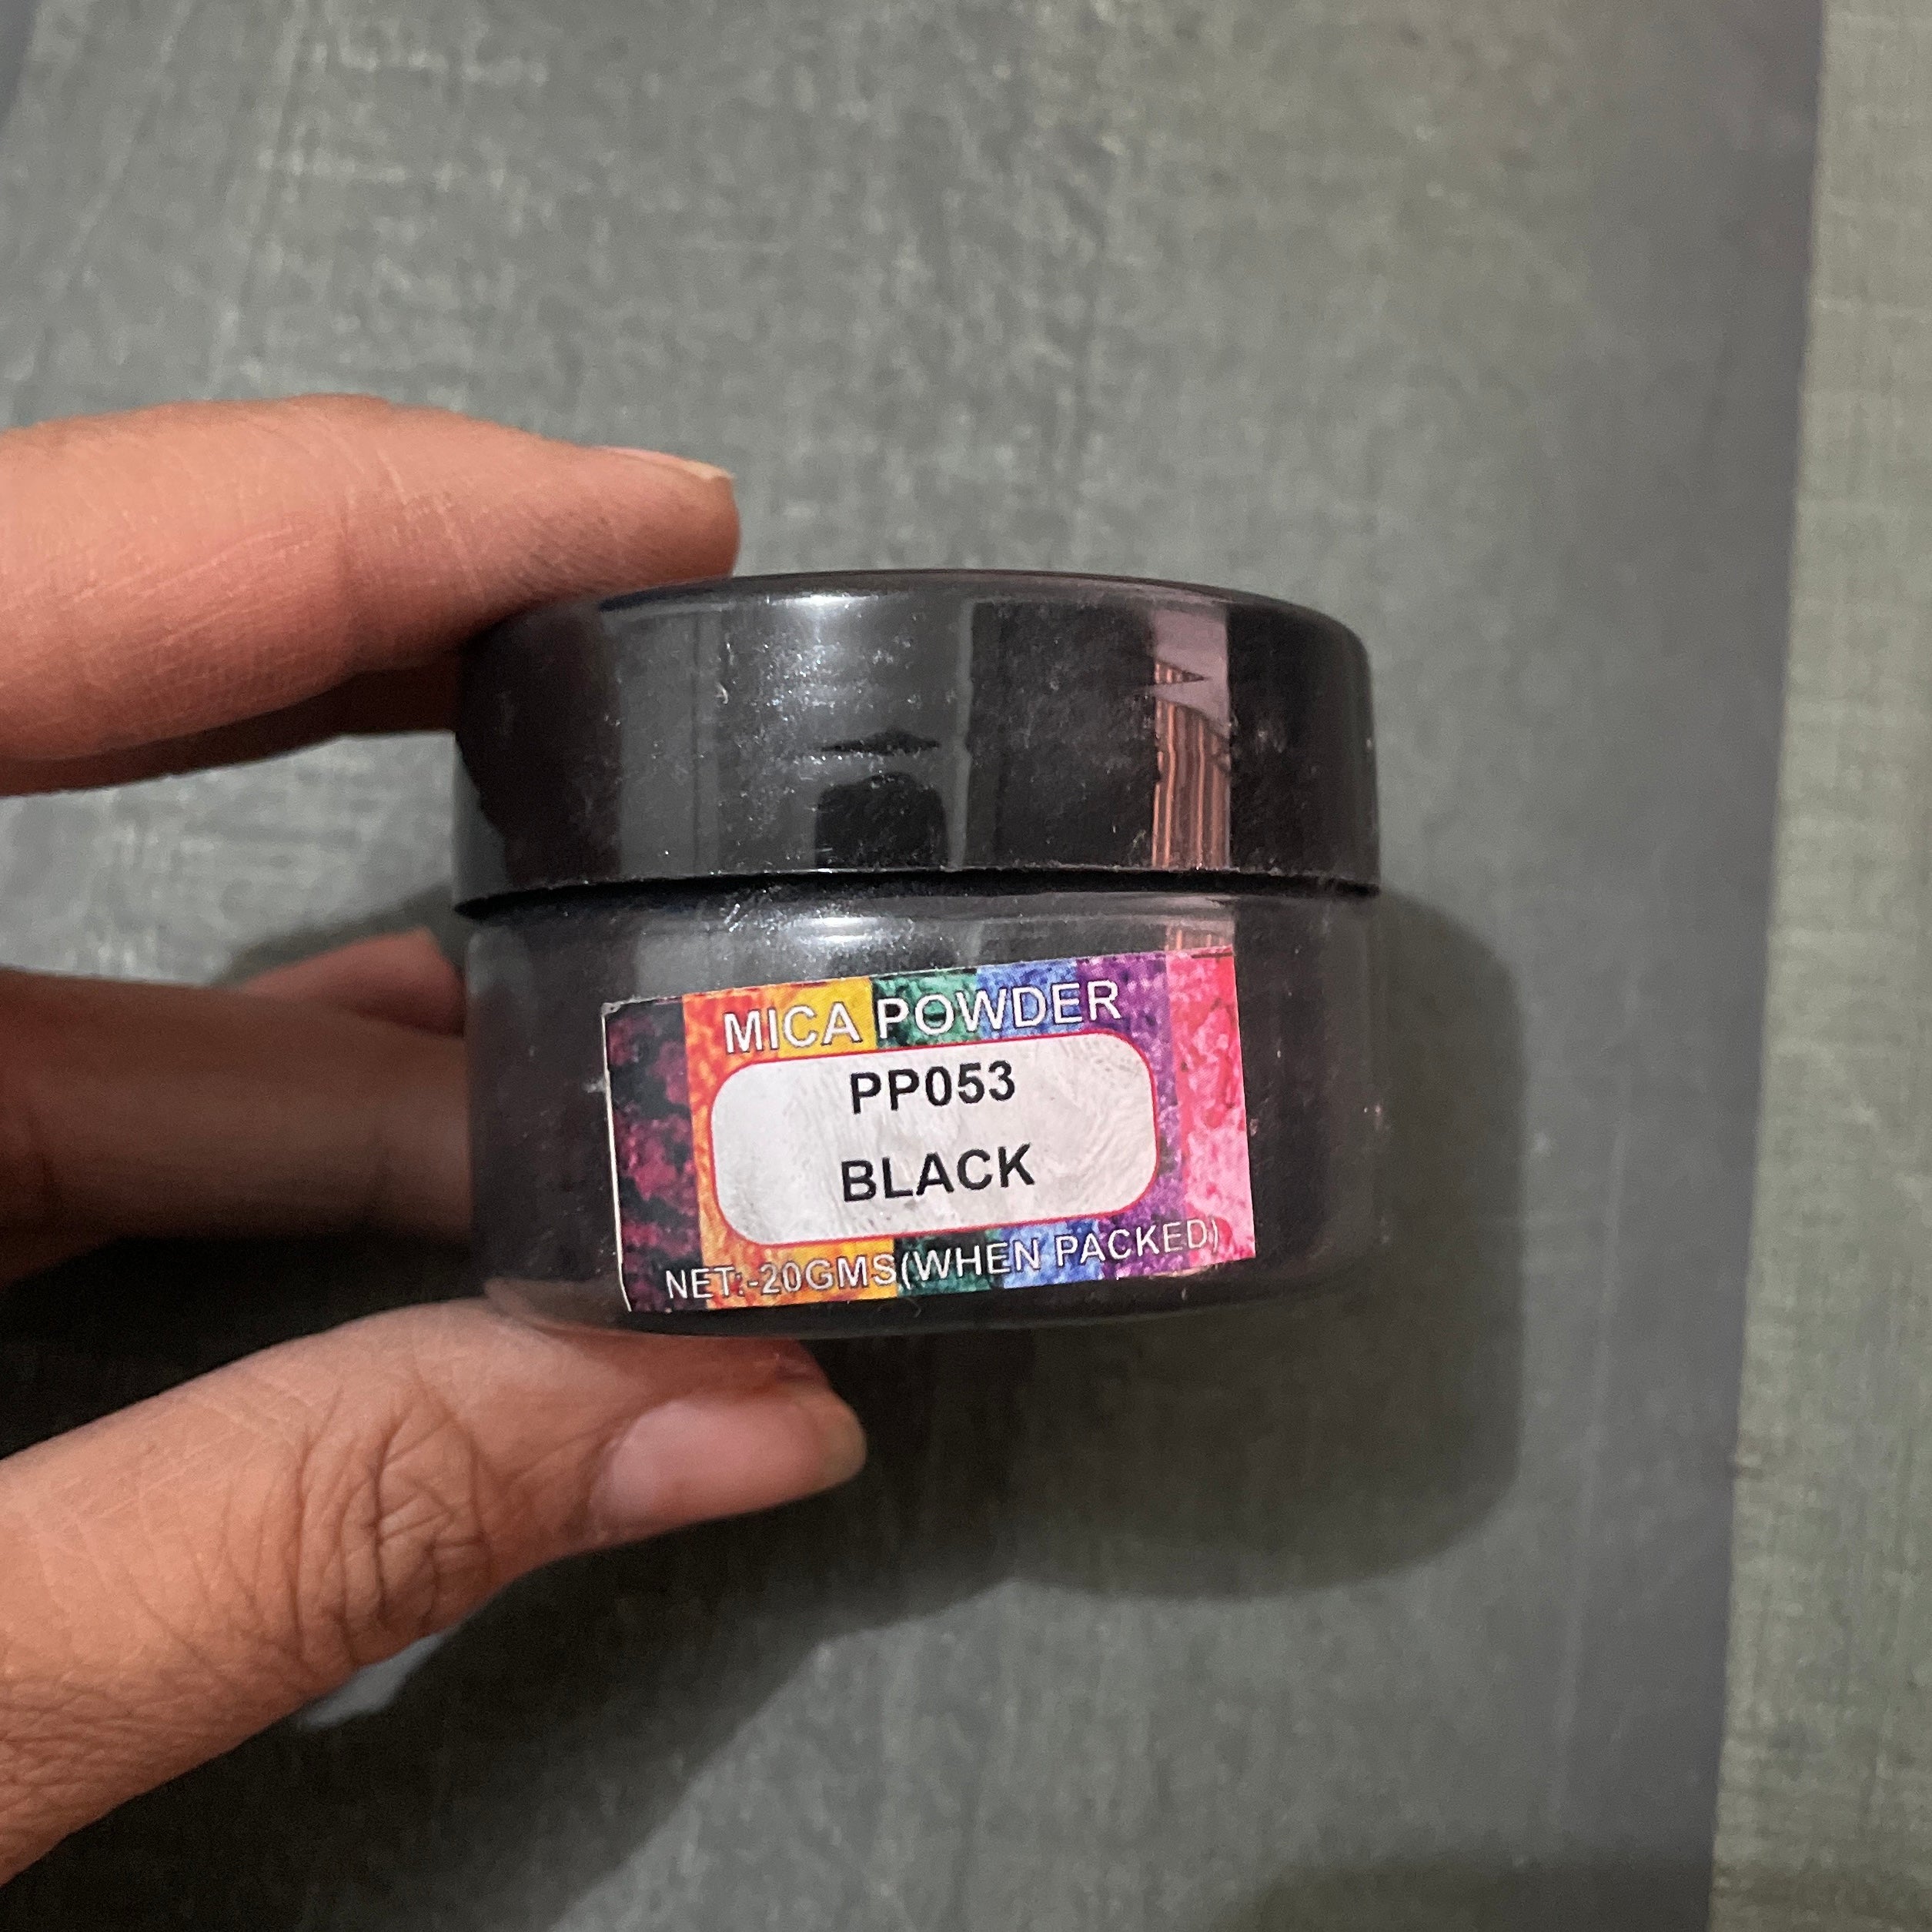 MICA POWDER
PP053
BLACK
NET:-20GMS(WHEN PACKED)